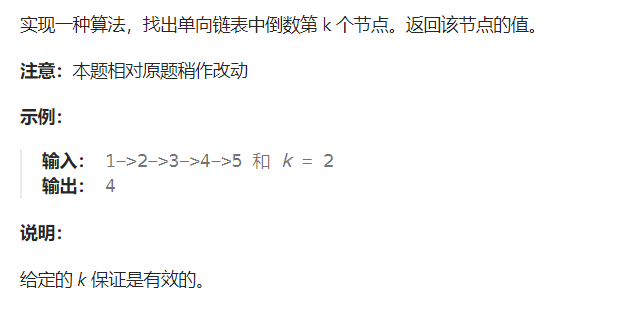 实现一种算法，找出单向链表中倒数第 k 个节点。返回该节点的值。
注意：本题相对原题稍作改动
示例：
输入： 1->2->3->4->5 和 k = 2
输出： 4
说明：
给定的 k 保证是有效的。